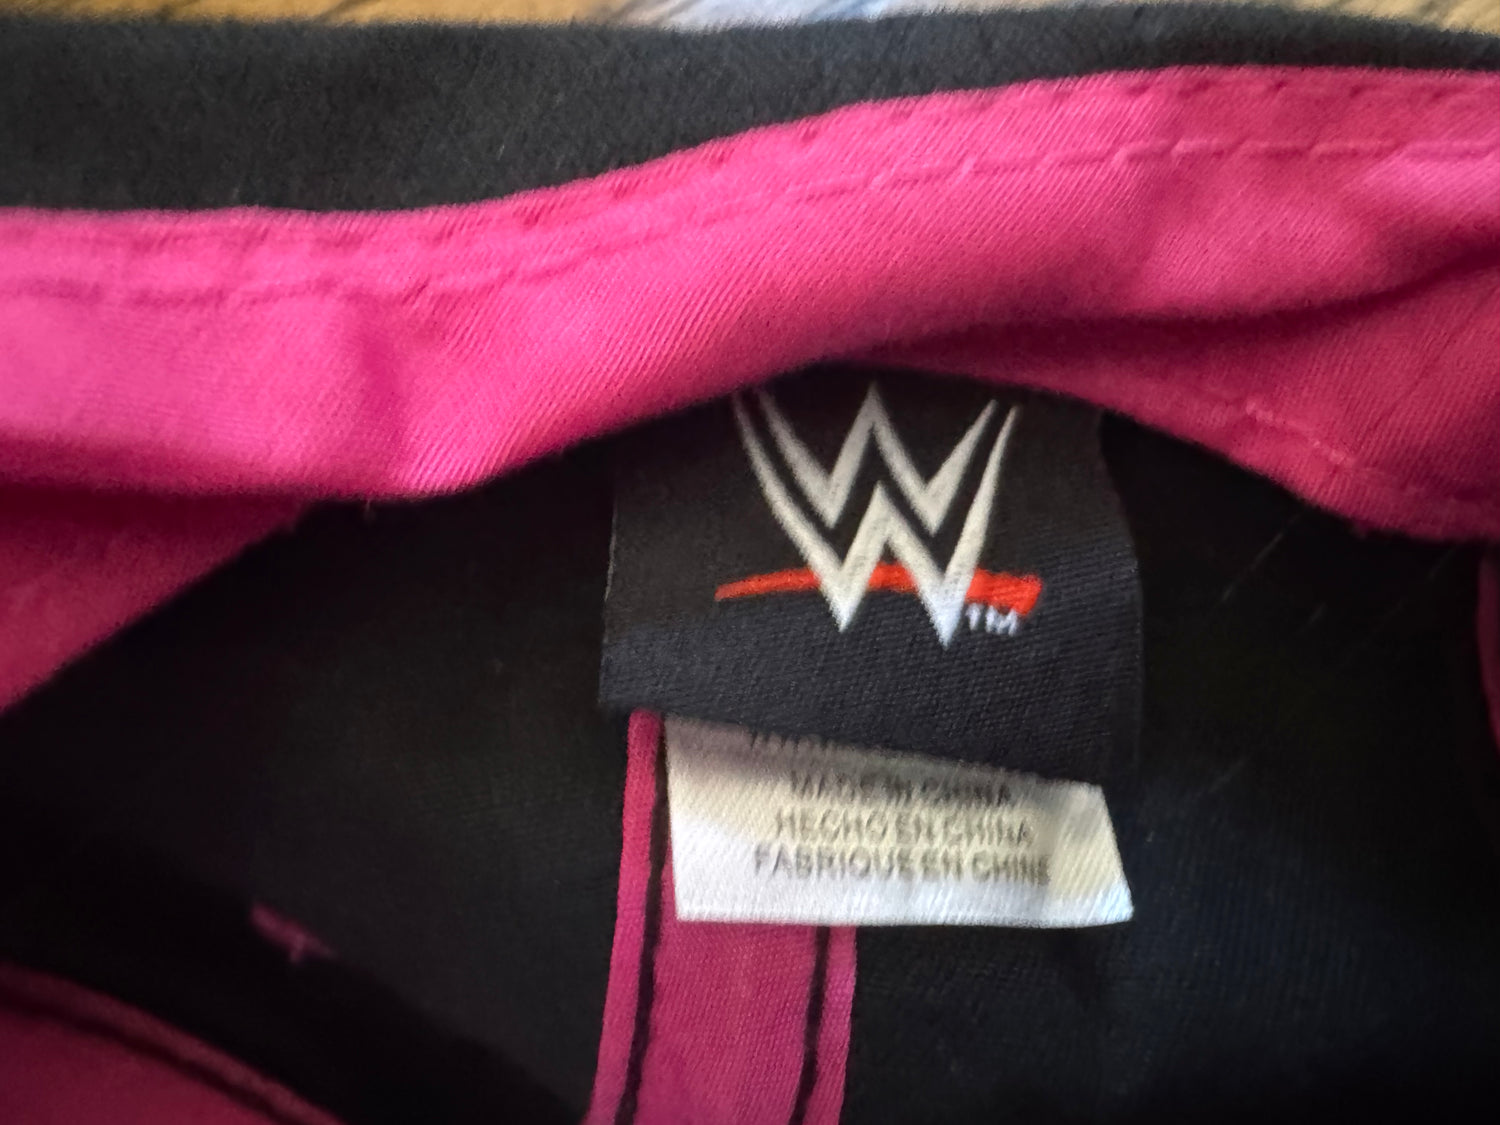 W
TM
MADE IN CHINA
HECHO EN CHINA
FABRIQUE EN CHINE